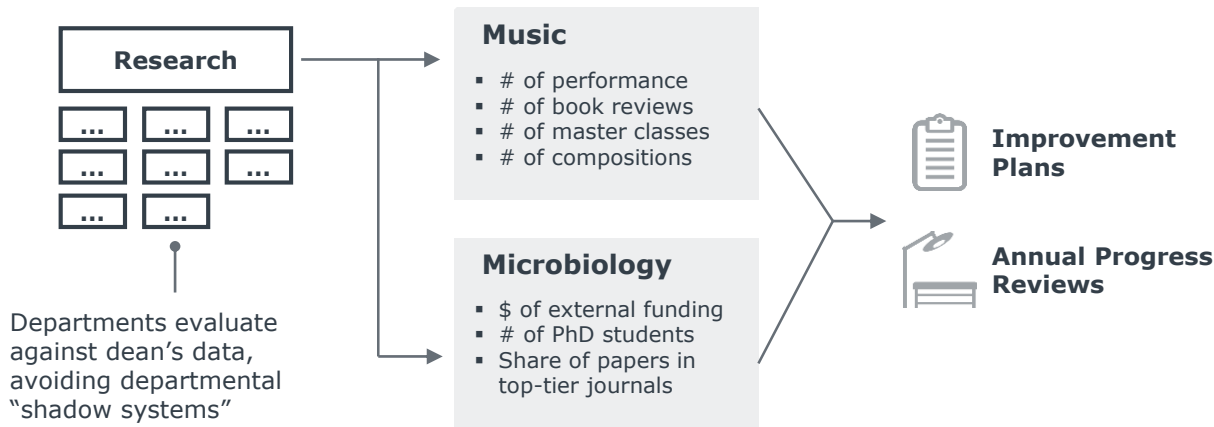 Research
... ... ...
... ... ...
... ...
Departments evaluate
against dean's data,
avoiding departmental
“shadow systems”
Music
▪ # of performance
▪ # of book reviews
▪ # of master classes
▪ # of compositions
Microbiology
▪ $ of external funding
▪ # of PhD students
▪ Share of papers in
top-tier journals
Improvement
Plans
Annual Progress
Reviews